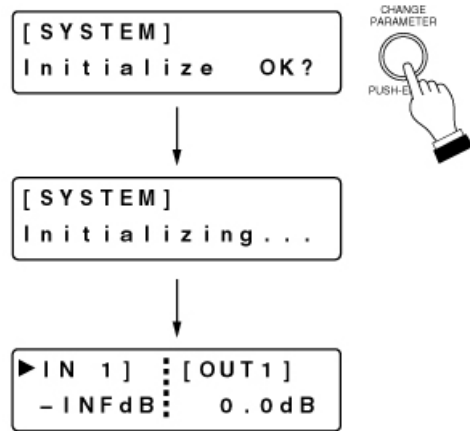 [SYSTEM]
Initialize OK?
CHANGE
PARAMETER
[SYSTEM]
Initializing...
▶IN 1] [OUT1]
–INFdB 0.0dB